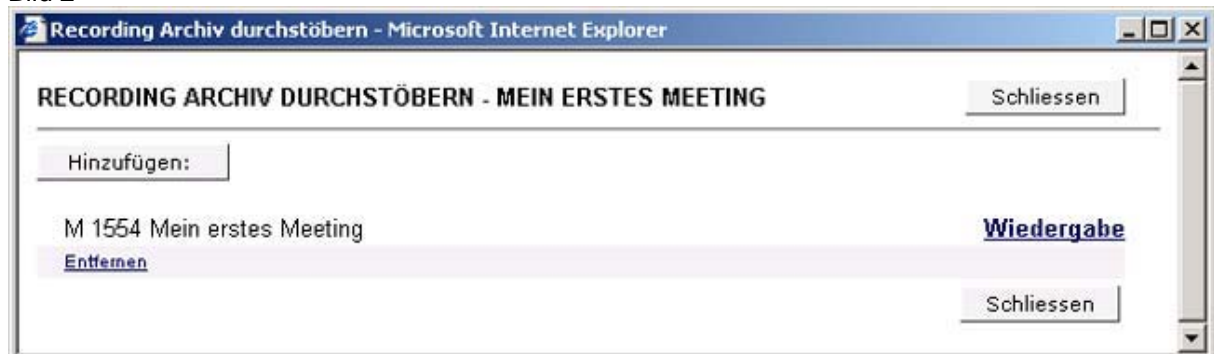 Recording Archiv durchstöbern - Microsoft Internet Explorer
RECORDING ARCHIV DURCHSTÖBERN - MEIN ERSTES MEETING Schliessen
Hinzufügen:
M 1554 Mein erstes Meeting Wiedergabe
Entfernen
Schliessen